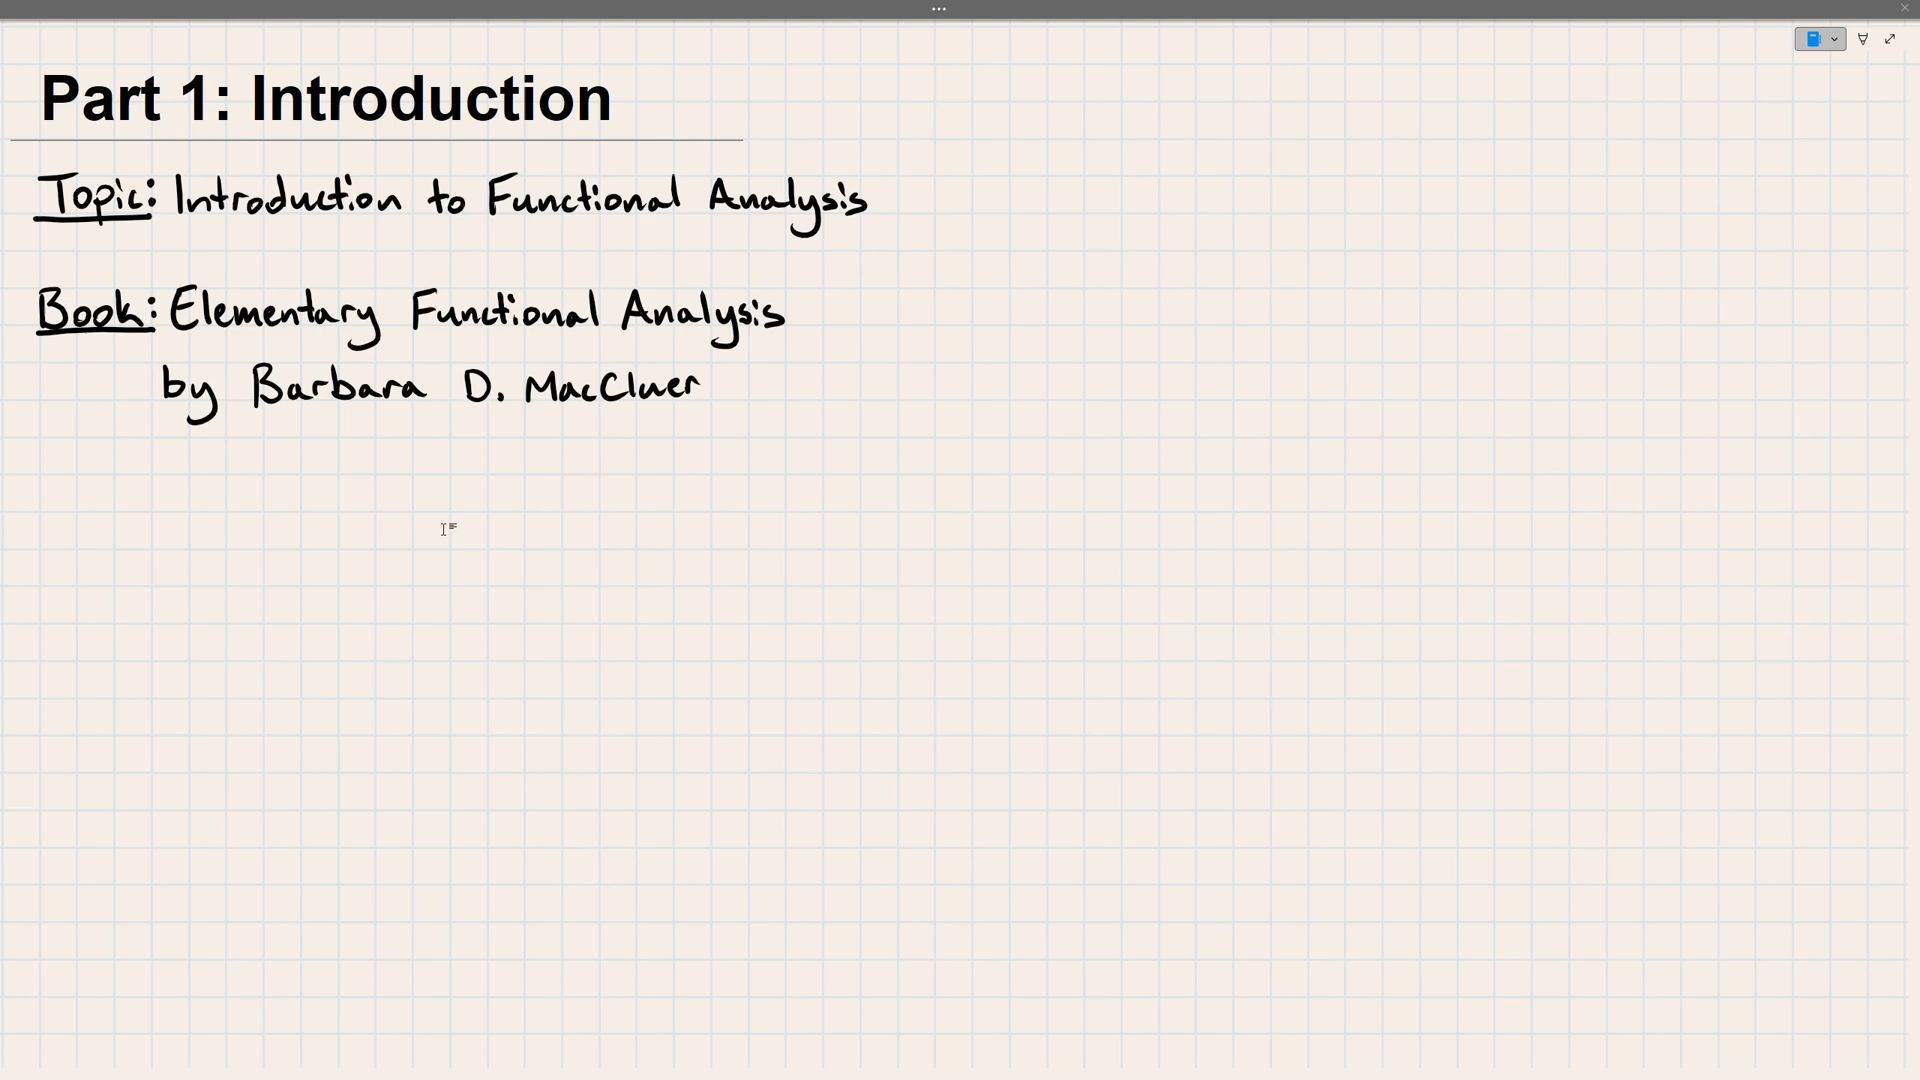 Part 1: Introduction
Topic: Introduction to Functional Analysis
Book: Elementary Functional Analysis
by Barbara D. MacCluer